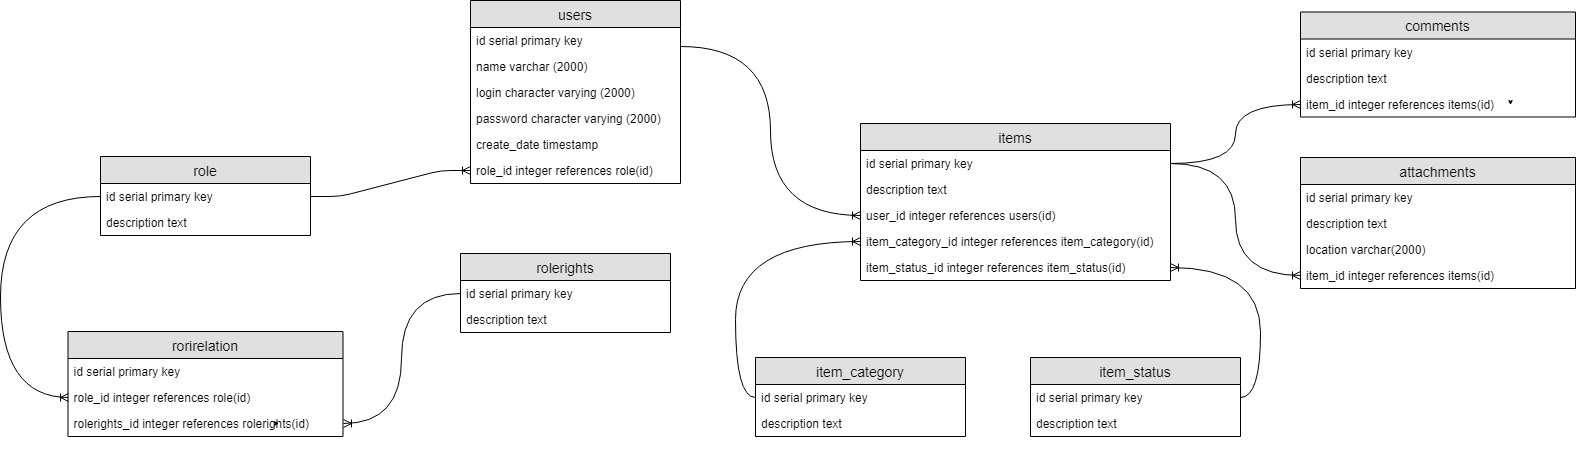 users
id serial primary key
name varchar (2000)
login character varying (2000)
password character varying (2000)
create_date timestamp
role_id integer references role(id)
role
id serial primary key
description text
rolerights
id serial primary key
description text
rorirelation
id serial primary key
role_id integer references role(id)
rolerights_id integer references rolerights(id)
items
id serial primary key
description text
user_id integer references users(id)
item_category_id integer references item_category(id)
item_status_id integer references item_status(id)
item_category
id serial primary key
description text
item_status
id serial primary key
description text
comments
id serial primary key
description text
item_id integer references items(id)
attachments
id serial primary key
description text
location varchar(2000)
item_id integer references items(id)